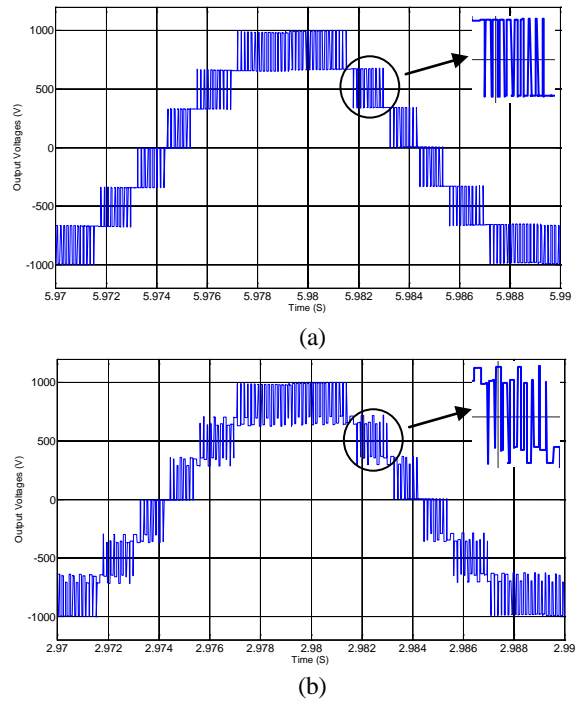 1000
500
0
-500
-1000
Output Voltages (V)
5.97 5.972 5.974 5.976 5.978 5.98 5.982 5.984 5.986 5.988 5.99
Time (S)
(a)
1000
500
0
-500
-1000
Output Voltages (V)
2.97 2.972 2.974 2.976 2.978 2.98 2.982 2.984 2.986 2.988 2.99
Time (S)
(b)